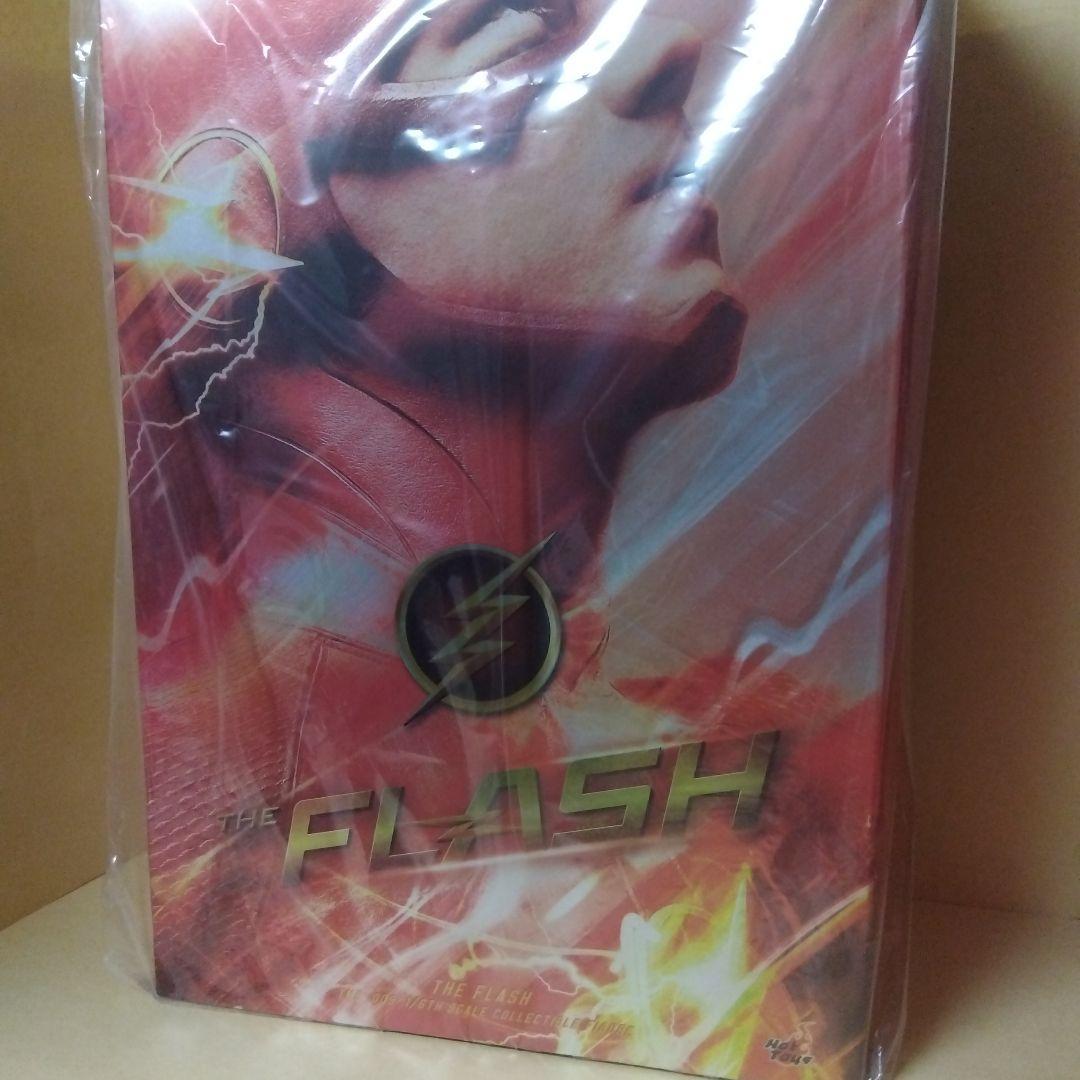 THE FLASH
THE FLASH
1/6TH SCALE COLLECTIBLE FIGURE
Hot
Toys